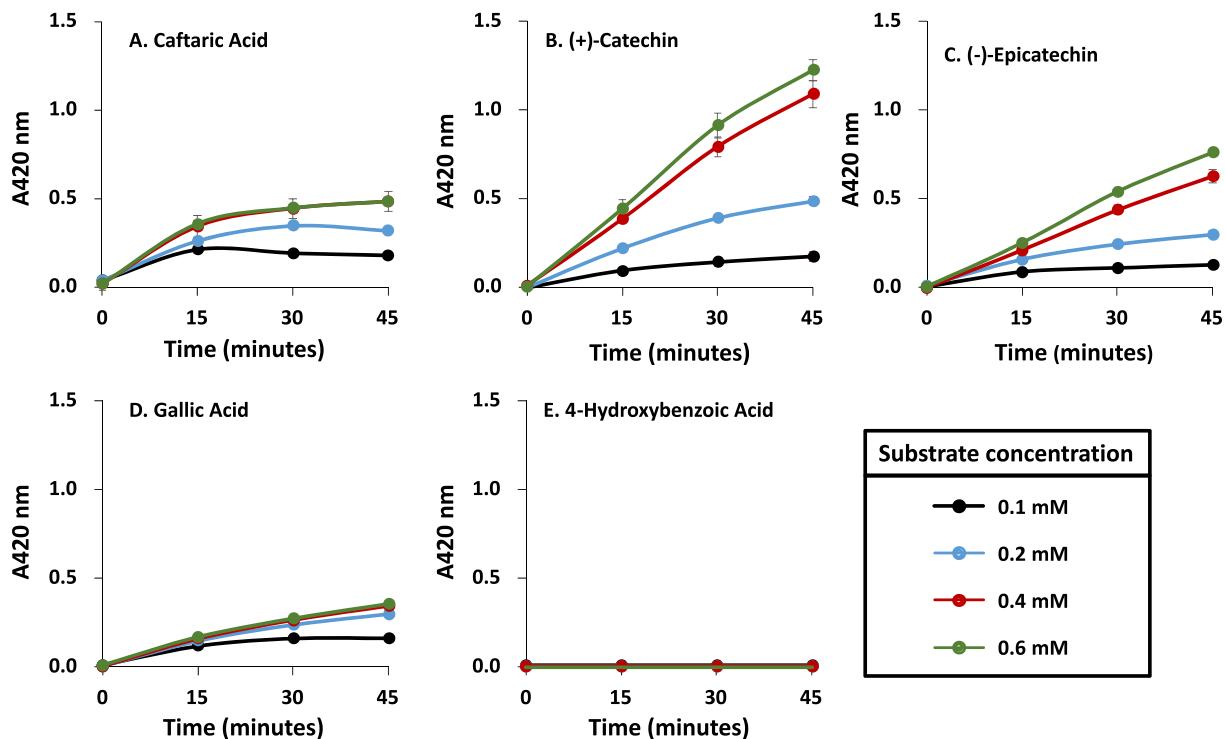 A. Caftaric Acid
1.5
1.0
0.5
0.0
A420 nm
0 15 30 45
Time (minutes)
B. (+)-Catechin
1.5
1.0
0.5
0.0
A420 nm
0 15 30 45
Time (minutes)
C. (-)-Epicatechin
1.5
1.0
0.5
0.0
A420 nm
0 15 30 45
Time (minutes)
D. Gallic Acid
1.5
1.0
0.5
0.0
A420 nm
0 15 30 45
Time (minutes)
E. 4-Hydroxybenzoic Acid
1.5
1.0
0.5
0.0
A420 nm
0 15 30 45
Time (minutes)
Substrate concentration
0.1 mM
0.2 mM
0.4 mM
0.6 mM